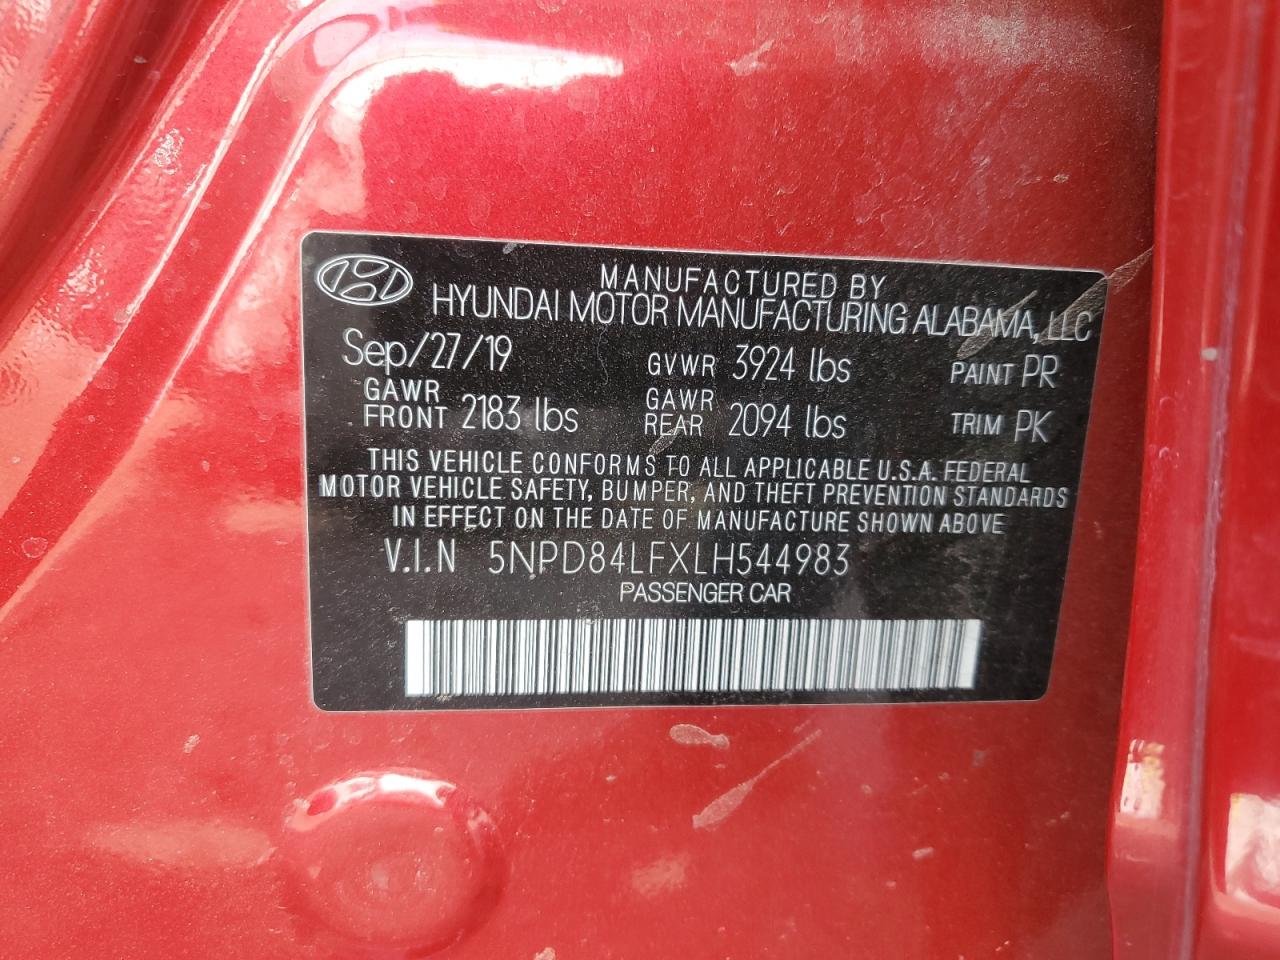 MANUFACTURED BY
HYUNDAI MOTOR MANUFACTURING ALABAMA, LLC
Sep/27/19 GVWR 3924 lbs PAINT PR
GAWR FRONT 2183 lbs GAWR REAR 2094 lbs TRIM PK
THIS VEHICLE CONFORMS TO ALL APPLICABLE U.S.A. FEDERAL
MOTOR VEHICLE SAFETY, BUMPER, AND THEFT PREVENTION STANDARDS
IN EFFECT ON THE DATE OF MANUFACTURE SHOWN ABOVE
V.I.N 5NPD84LFXLH544983
PASSENGER CAR